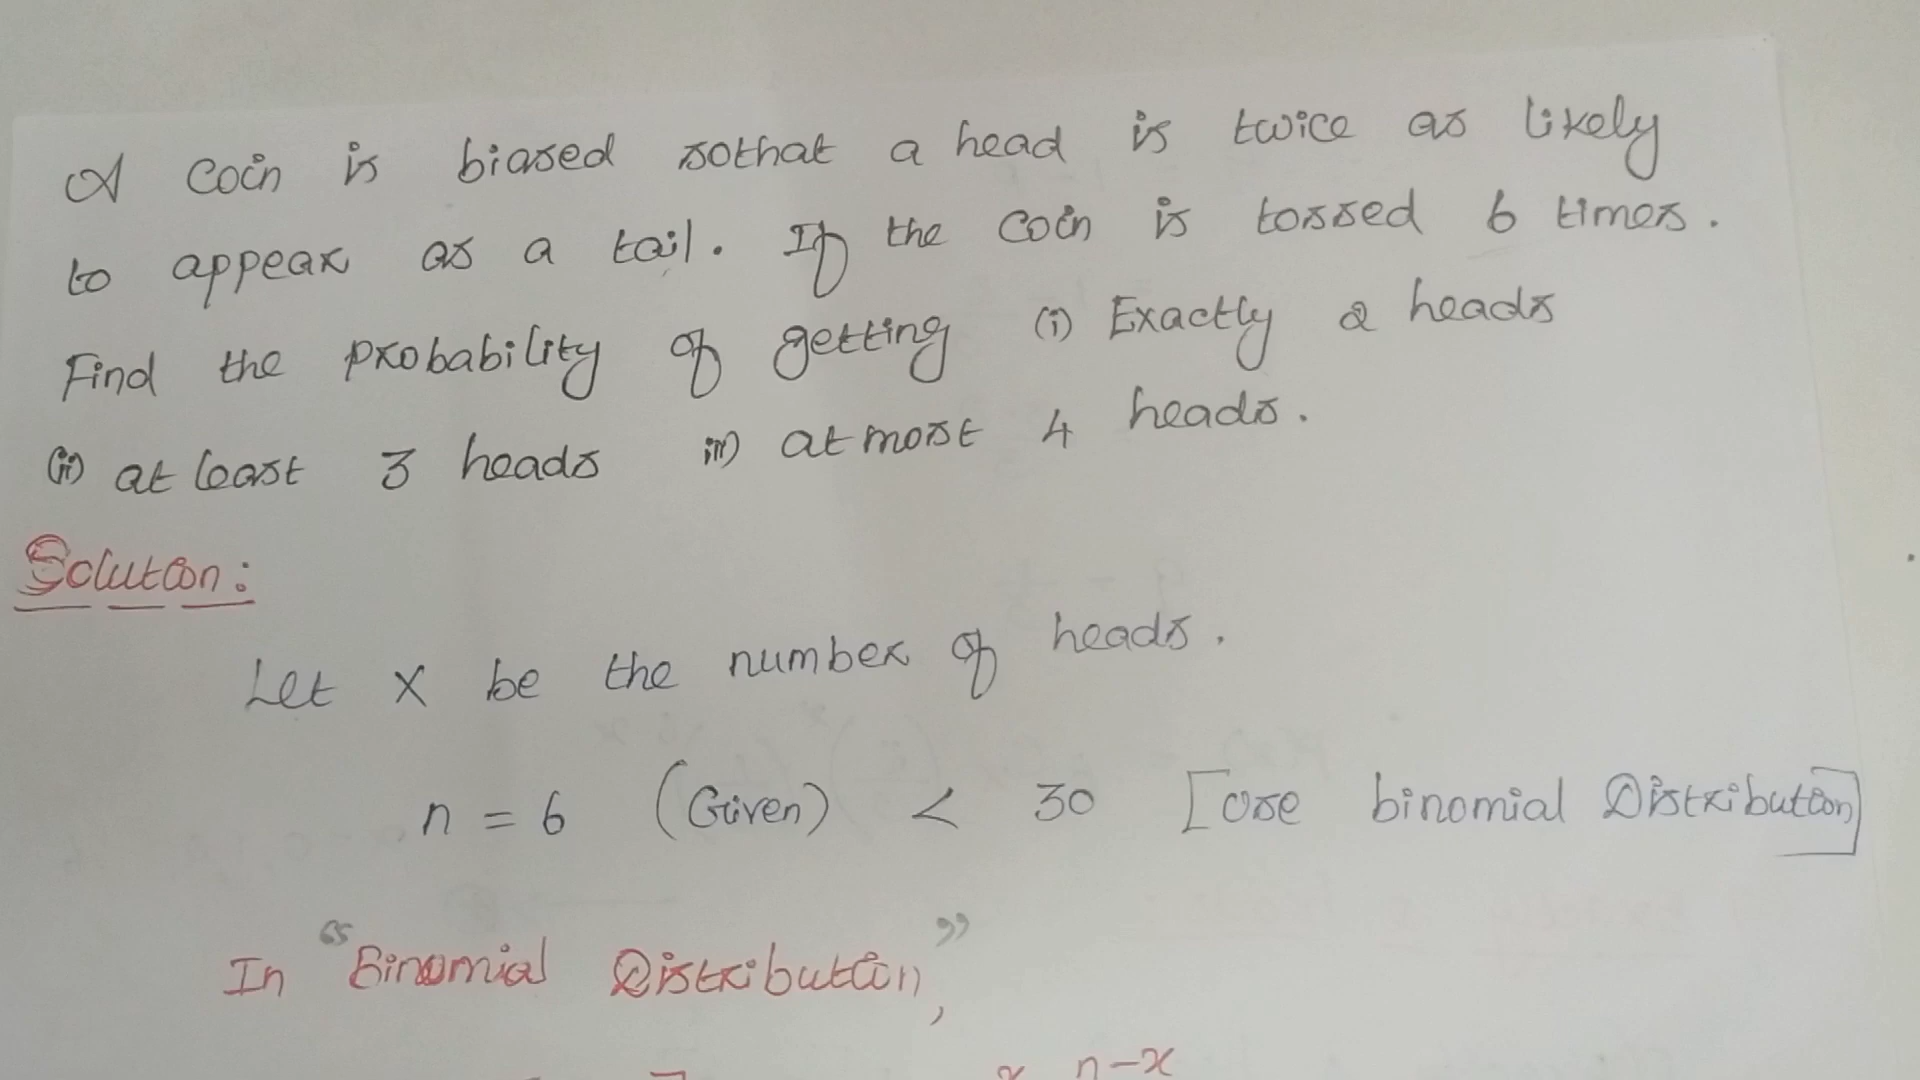 A coin is biased sothat a head is twice as likely
to appear as a tail. If the coin is tossed 6 times.
Find the probability of getting (i) Exactly 2 heads
(ii) at least 3 heads iii) at most 4 heads.
Solution:
Let X be the number of heads.
n = 6 (Given) < 30 [use binomial Distribution]
In "Binomial Distribution",
x n-x